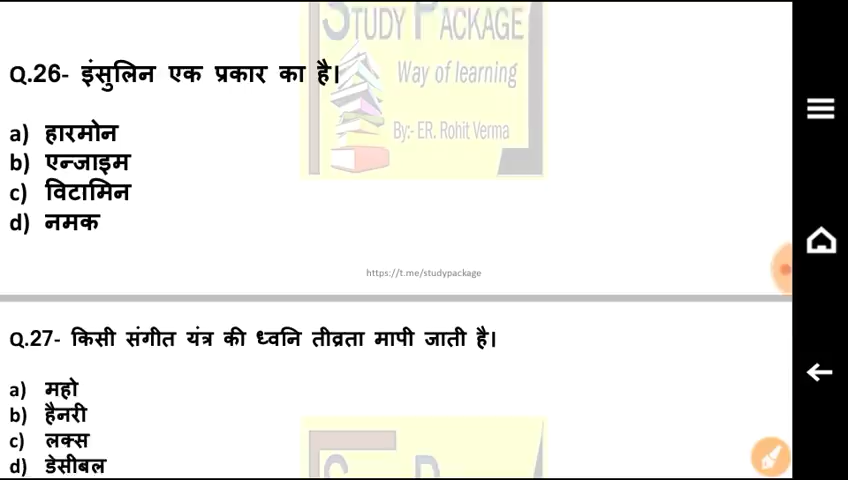 STUDY PACKAGE
Q.26- इंसुलिन एक प्रकार का है।
Way of learning
a) हारमोन
By:- ER. Rohit Verma
b) एन्जाइम
c) विटामिन
d) नमक
https://t.me/studypackage
Q.27- किसी संगीत यंत्र की ध्वनि तीव्रता मापी जाती है।
a) महो
b) हैनरी
c) लक्स
d) डेसीबल